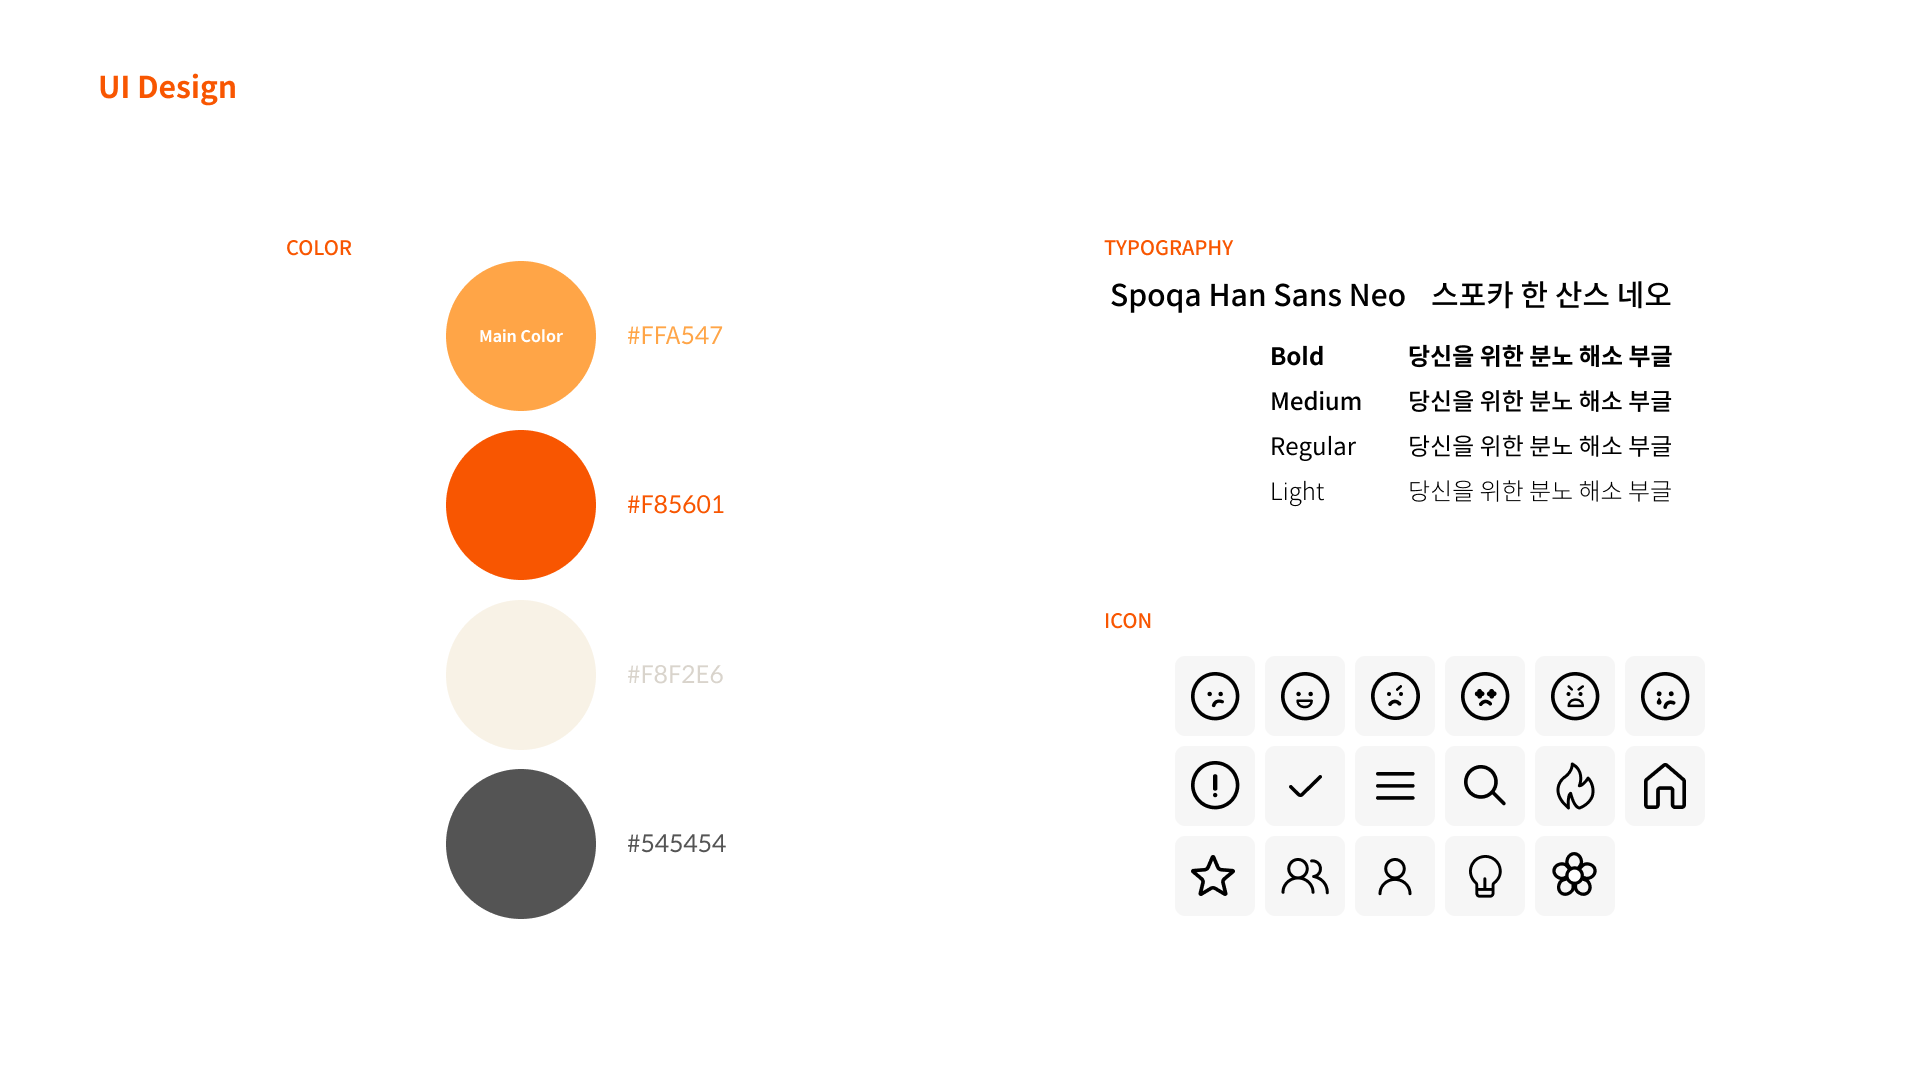 UI Design
COLOR
Main Color
#FFA547
#F85601
#F8F2E6
#545454
TYPOGRAPHY
Spoqa Han Sans Neo 스포카 한 산스 네오
Bold 당신을 위한 분노 해소 부글
Medium 당신을 위한 분노 해소 부글
Regular 당신을 위한 분노 해소 부글
Light 당신을 위한 분노 해소 부글
ICON